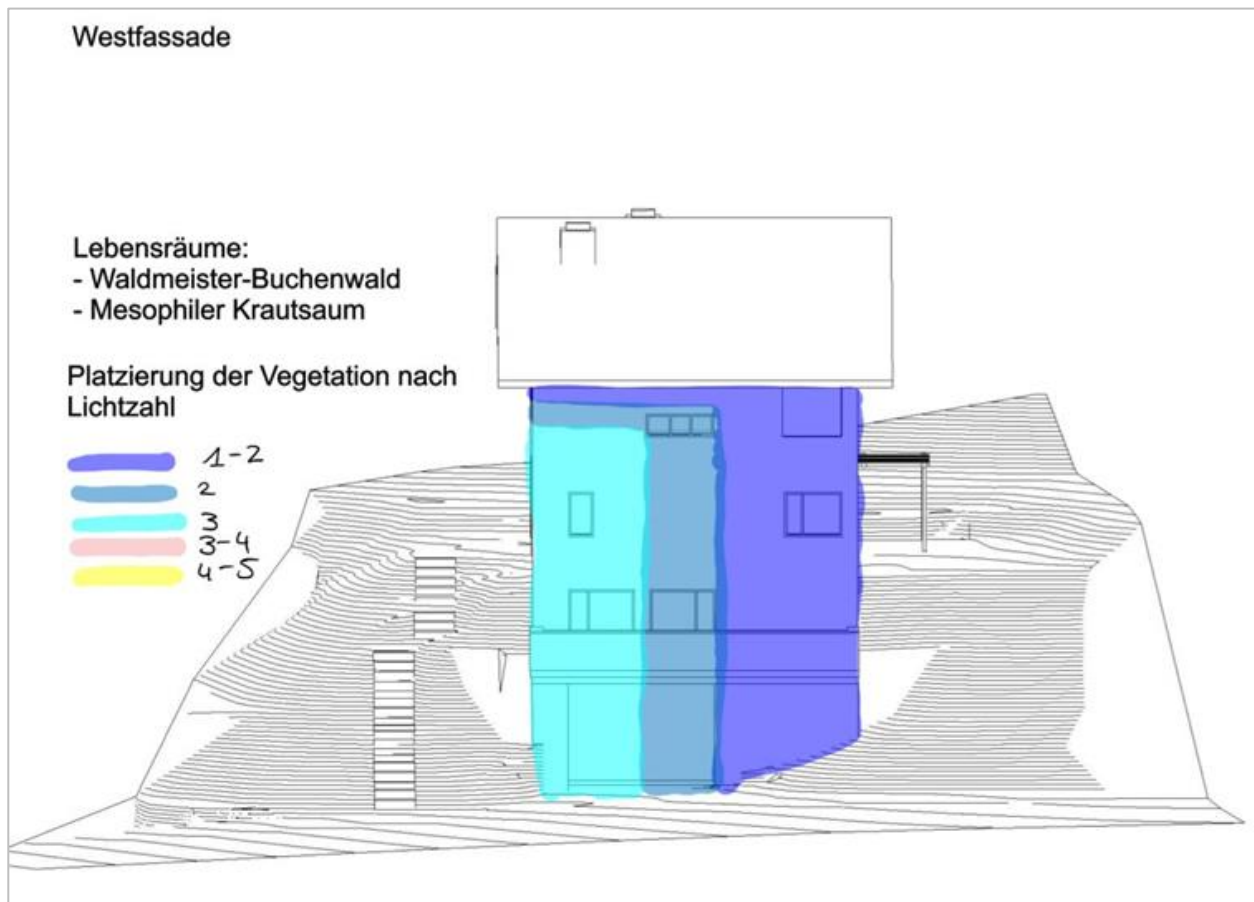 Westfassade
Lebensräume:
- Waldmeister-Buchenwald
- Mesophiler Krautsaum
Platzierung der Vegetation nach
Lichtzahl
1-2
2
3
3-4
4-5